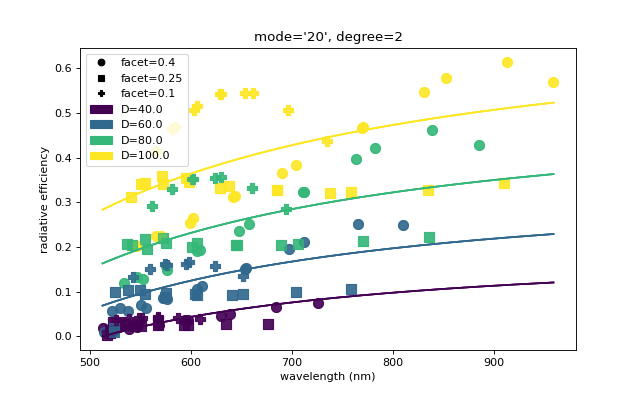 mode='20', degree=2
facet=0.4
facet=0.25
facet=0.1
D=40.0
D=60.0
D=80.0
D=100.0
radiative efficiency
0.6
0.5
0.4
0.3
0.2
0.1
0.0
500 600 700 800 900
wavelength (nm)